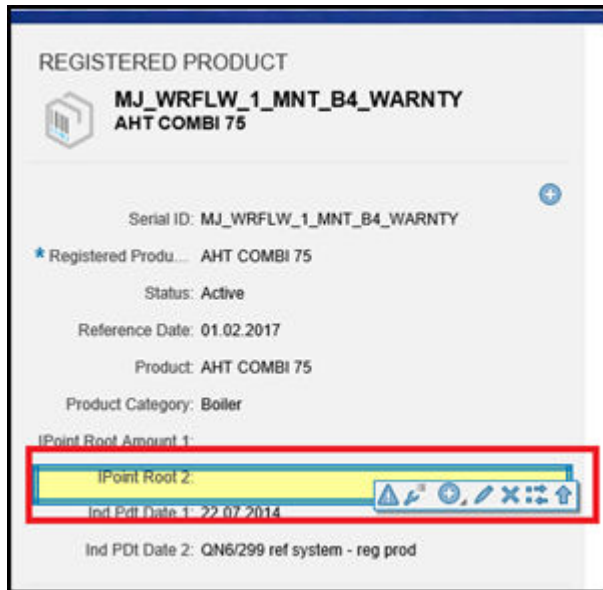 REGISTERED PRODUCT
MJ_WRFLW_1_MNT_B4_WARNTY
AHT COMBI 75
Serial ID: MJ_WRFLW_1_MNT_B4_WARNTY
* Registered Produ... AHT COMBI 75
Status: Active
Reference Date: 01.02.2017
Product: AHT COMBI 75
Product Category: Boiler
IPoint Root Amount 1:
IPoint Root 2:
Ind Pdt Date 1: 22.07.2014
Ind PDt Date 2: QN6/299 ref system - reg prod